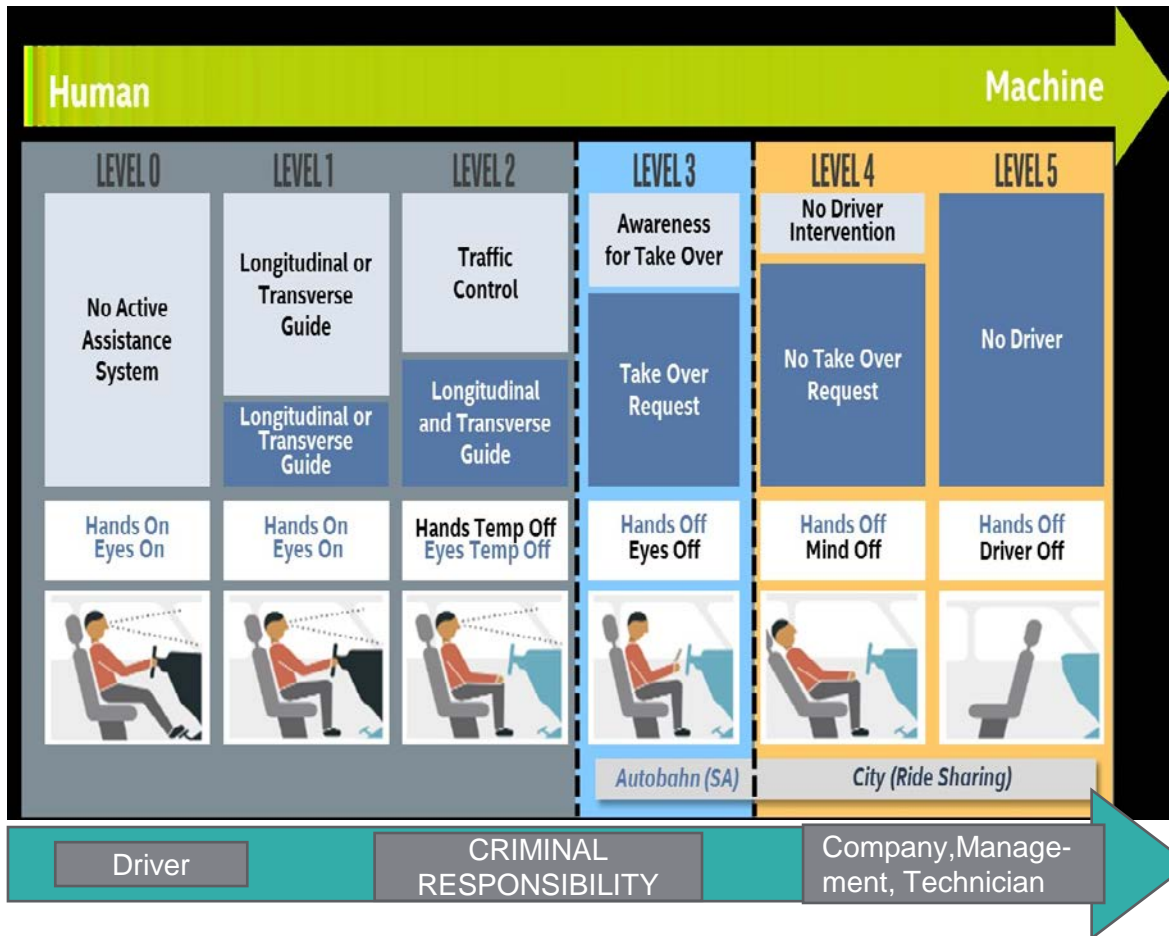 Human
Machine
LEVEL 0
LEVEL 1
LEVEL 2
LEVEL 3
LEVEL 4
LEVEL 5
No Active
Assistance
System
Longitudinal or
Transverse
Guide
Longitudinal or
Transverse
Guide
Traffic
Control
Longitudinal
and Transverse
Guide
Awareness
for Take Over
Take Over
Request
No Driver
Intervention
No Take Over
Request
No Driver
Hands On
Eyes On
Hands On
Eyes On
Hands Temp Off
Eyes Temp Off
Hands Off
Eyes Off
Hands Off
Mind Off
Hands Off
Driver Off
Autobahn (SA)
City (Ride Sharing)
Driver
CRIMINAL
RESPONSIBILITY
Company,Manage-
ment, Technician